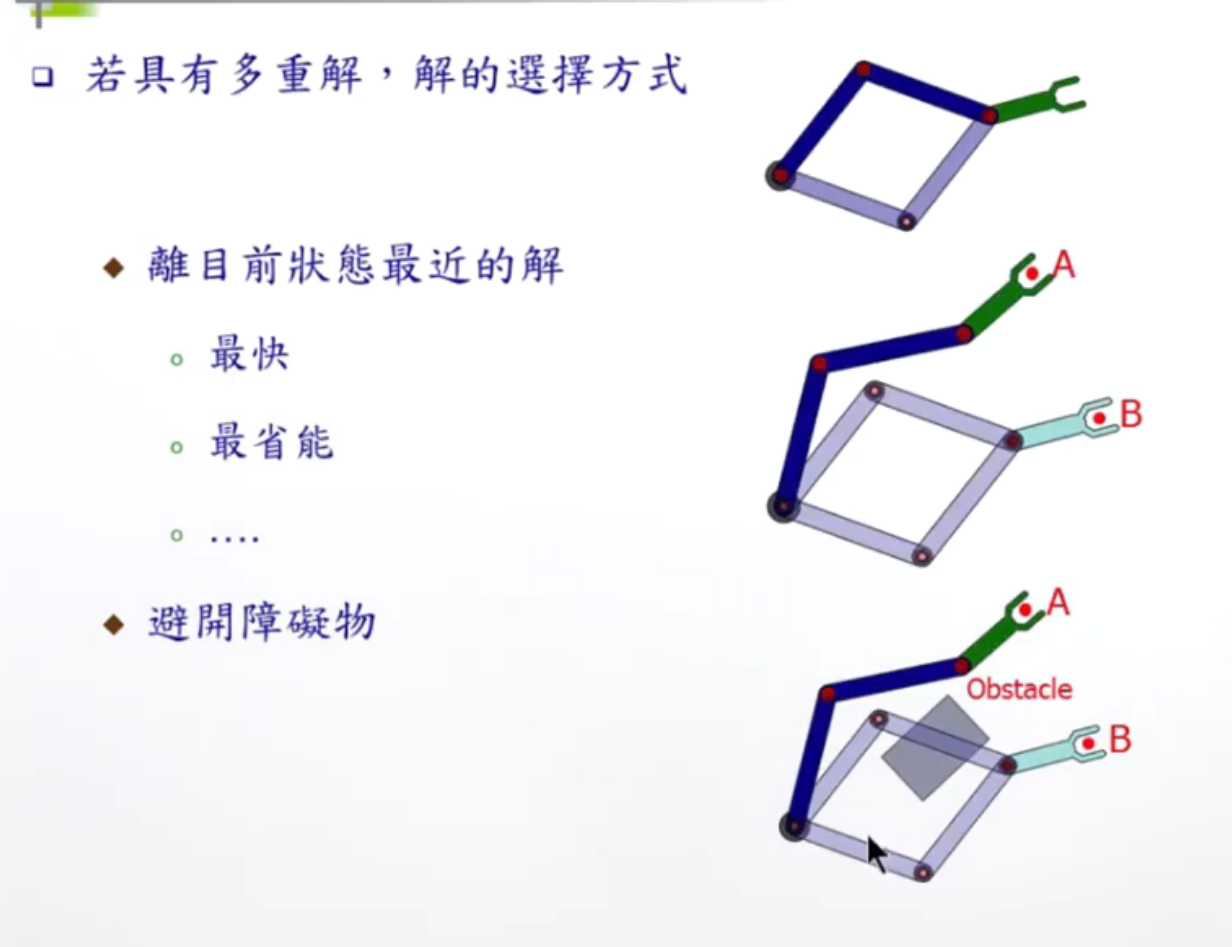 若具有多重解，解的選擇方式
離目前狀態最近的解
最快
最省能
....
避開障礙物
A
B
A
Obstacle
B